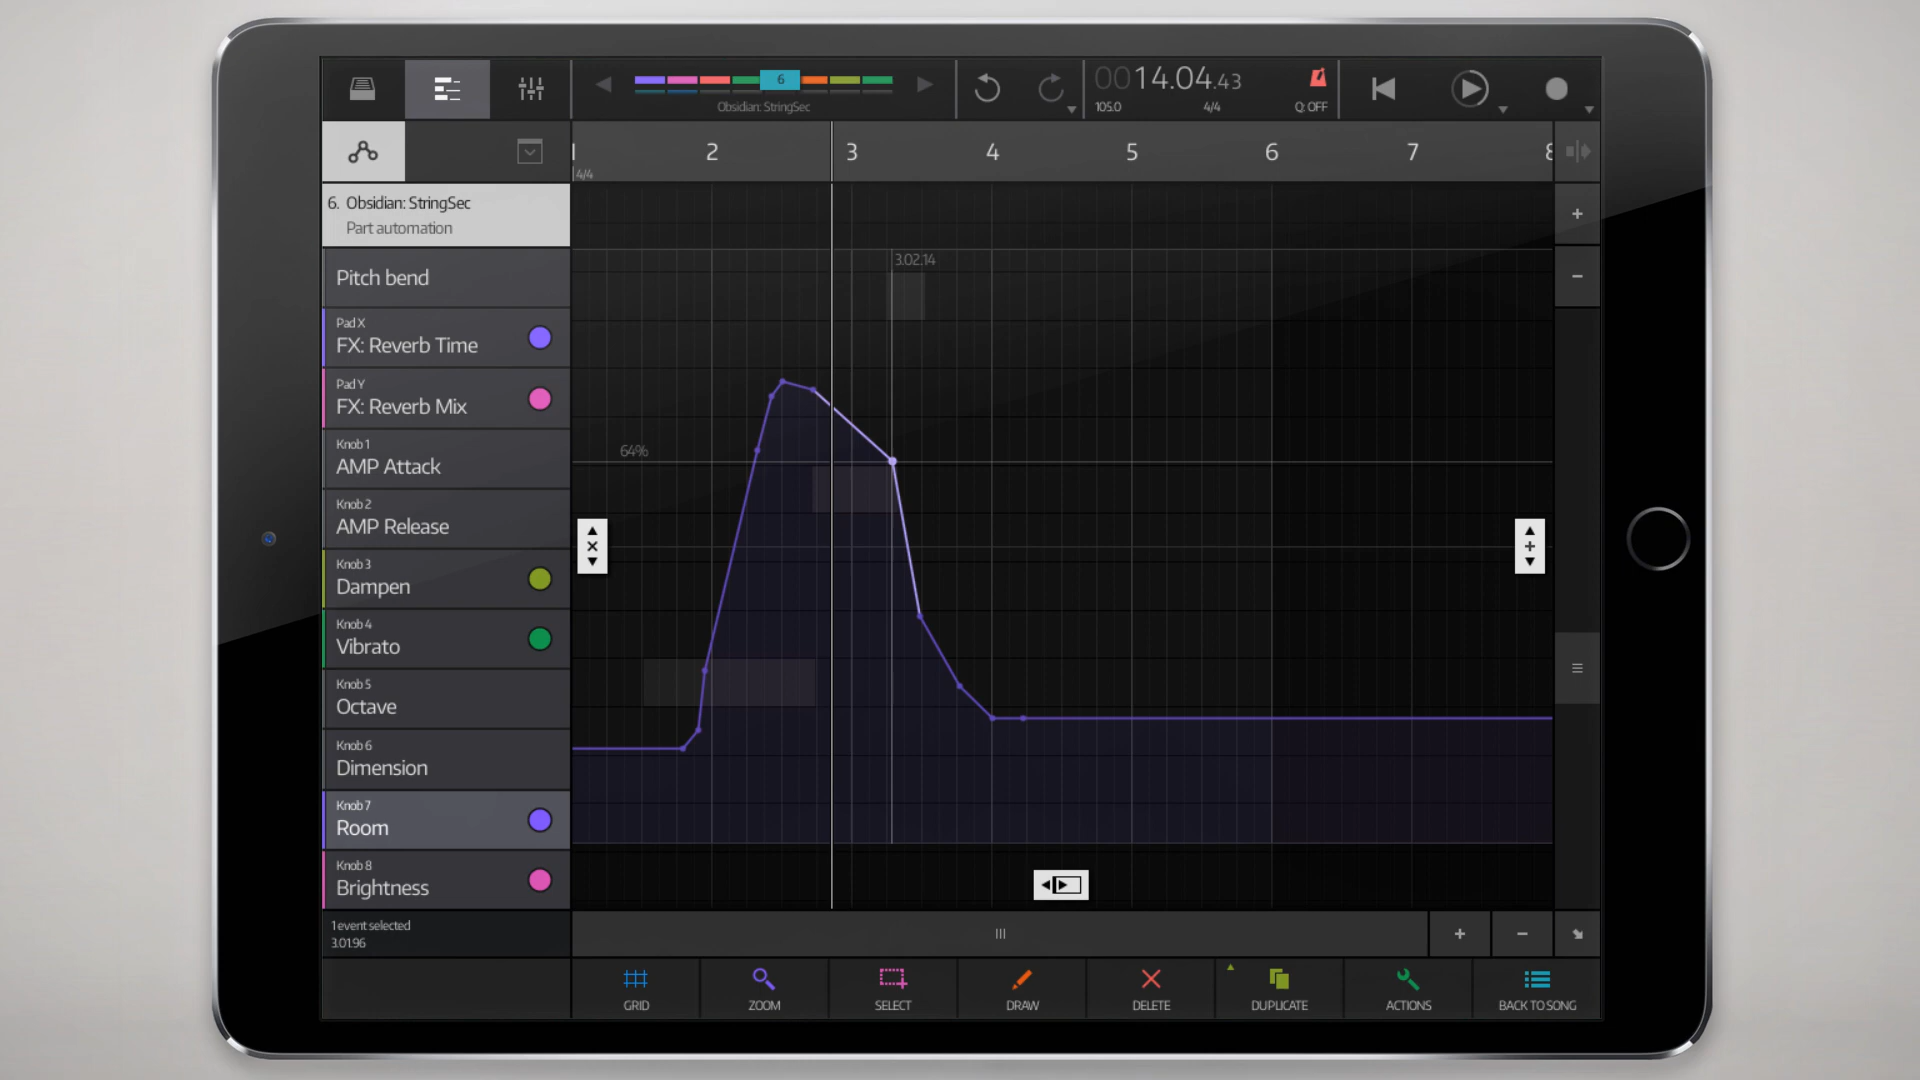 6
Obsidian: StringSec
0014.04.43
105.0
4/4
Q: OFF
1 2 3 4 5 6 7 8
4/4
6. Obsidian: StringSec
Part automation
Pitch bend
3.02.14
Pad X
FX: Reverb Time
Pad Y
FX: Reverb Mix
Knob 1
AMP Attack
64%
Knob 2
AMP Release
Knob 3
Dampen
Knob 4
Vibrato
Knob 5
Octave
Knob 6
Dimension
Knob 7
Room
Knob 8
Brightness
1 event selected
3.01.96
GRID
ZOOM
SELECT
DRAW
DELETE
DUPLICATE
ACTIONS
BACK TO SONG